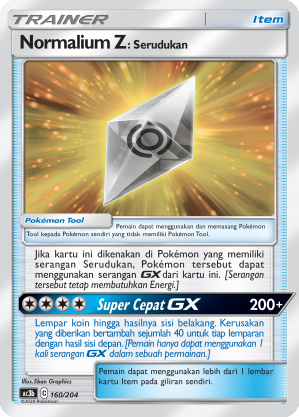 TRAINER Item
Normalium Z: Serudukan
Pokémon Tool
Pemain dapat menggunakan dan memasang Pokémon
Tool kepada Pokémon sendiri yang tidak memiliki Pokémon Tool.
Jika kartu ini dikenakan di Pokémon yang memiliki
serangan Serudukan, Pokémon tersebut dapat
menggunakan serangan GX dari kartu ini. [Serangan
tersebut tetap membutuhkan Energi.]
Super Cepat GX 200+
Lempar koin hingga hasilnya sisi belakang. Kerusakan
yang diberikan bertambah sejumlah 40 untuk tiap lemparan
dengan hasil sisi depan. [Pemain hanya dapat menggunakan 1
kali serangan GX dalam sebuah permainan.]
Pemain dapat menggunakan lebih dari 1 lembar
kartu Item pada giliran sendiri.
Illus.5ban Graphics
AC3b C 160/204
©2020 Pokémon